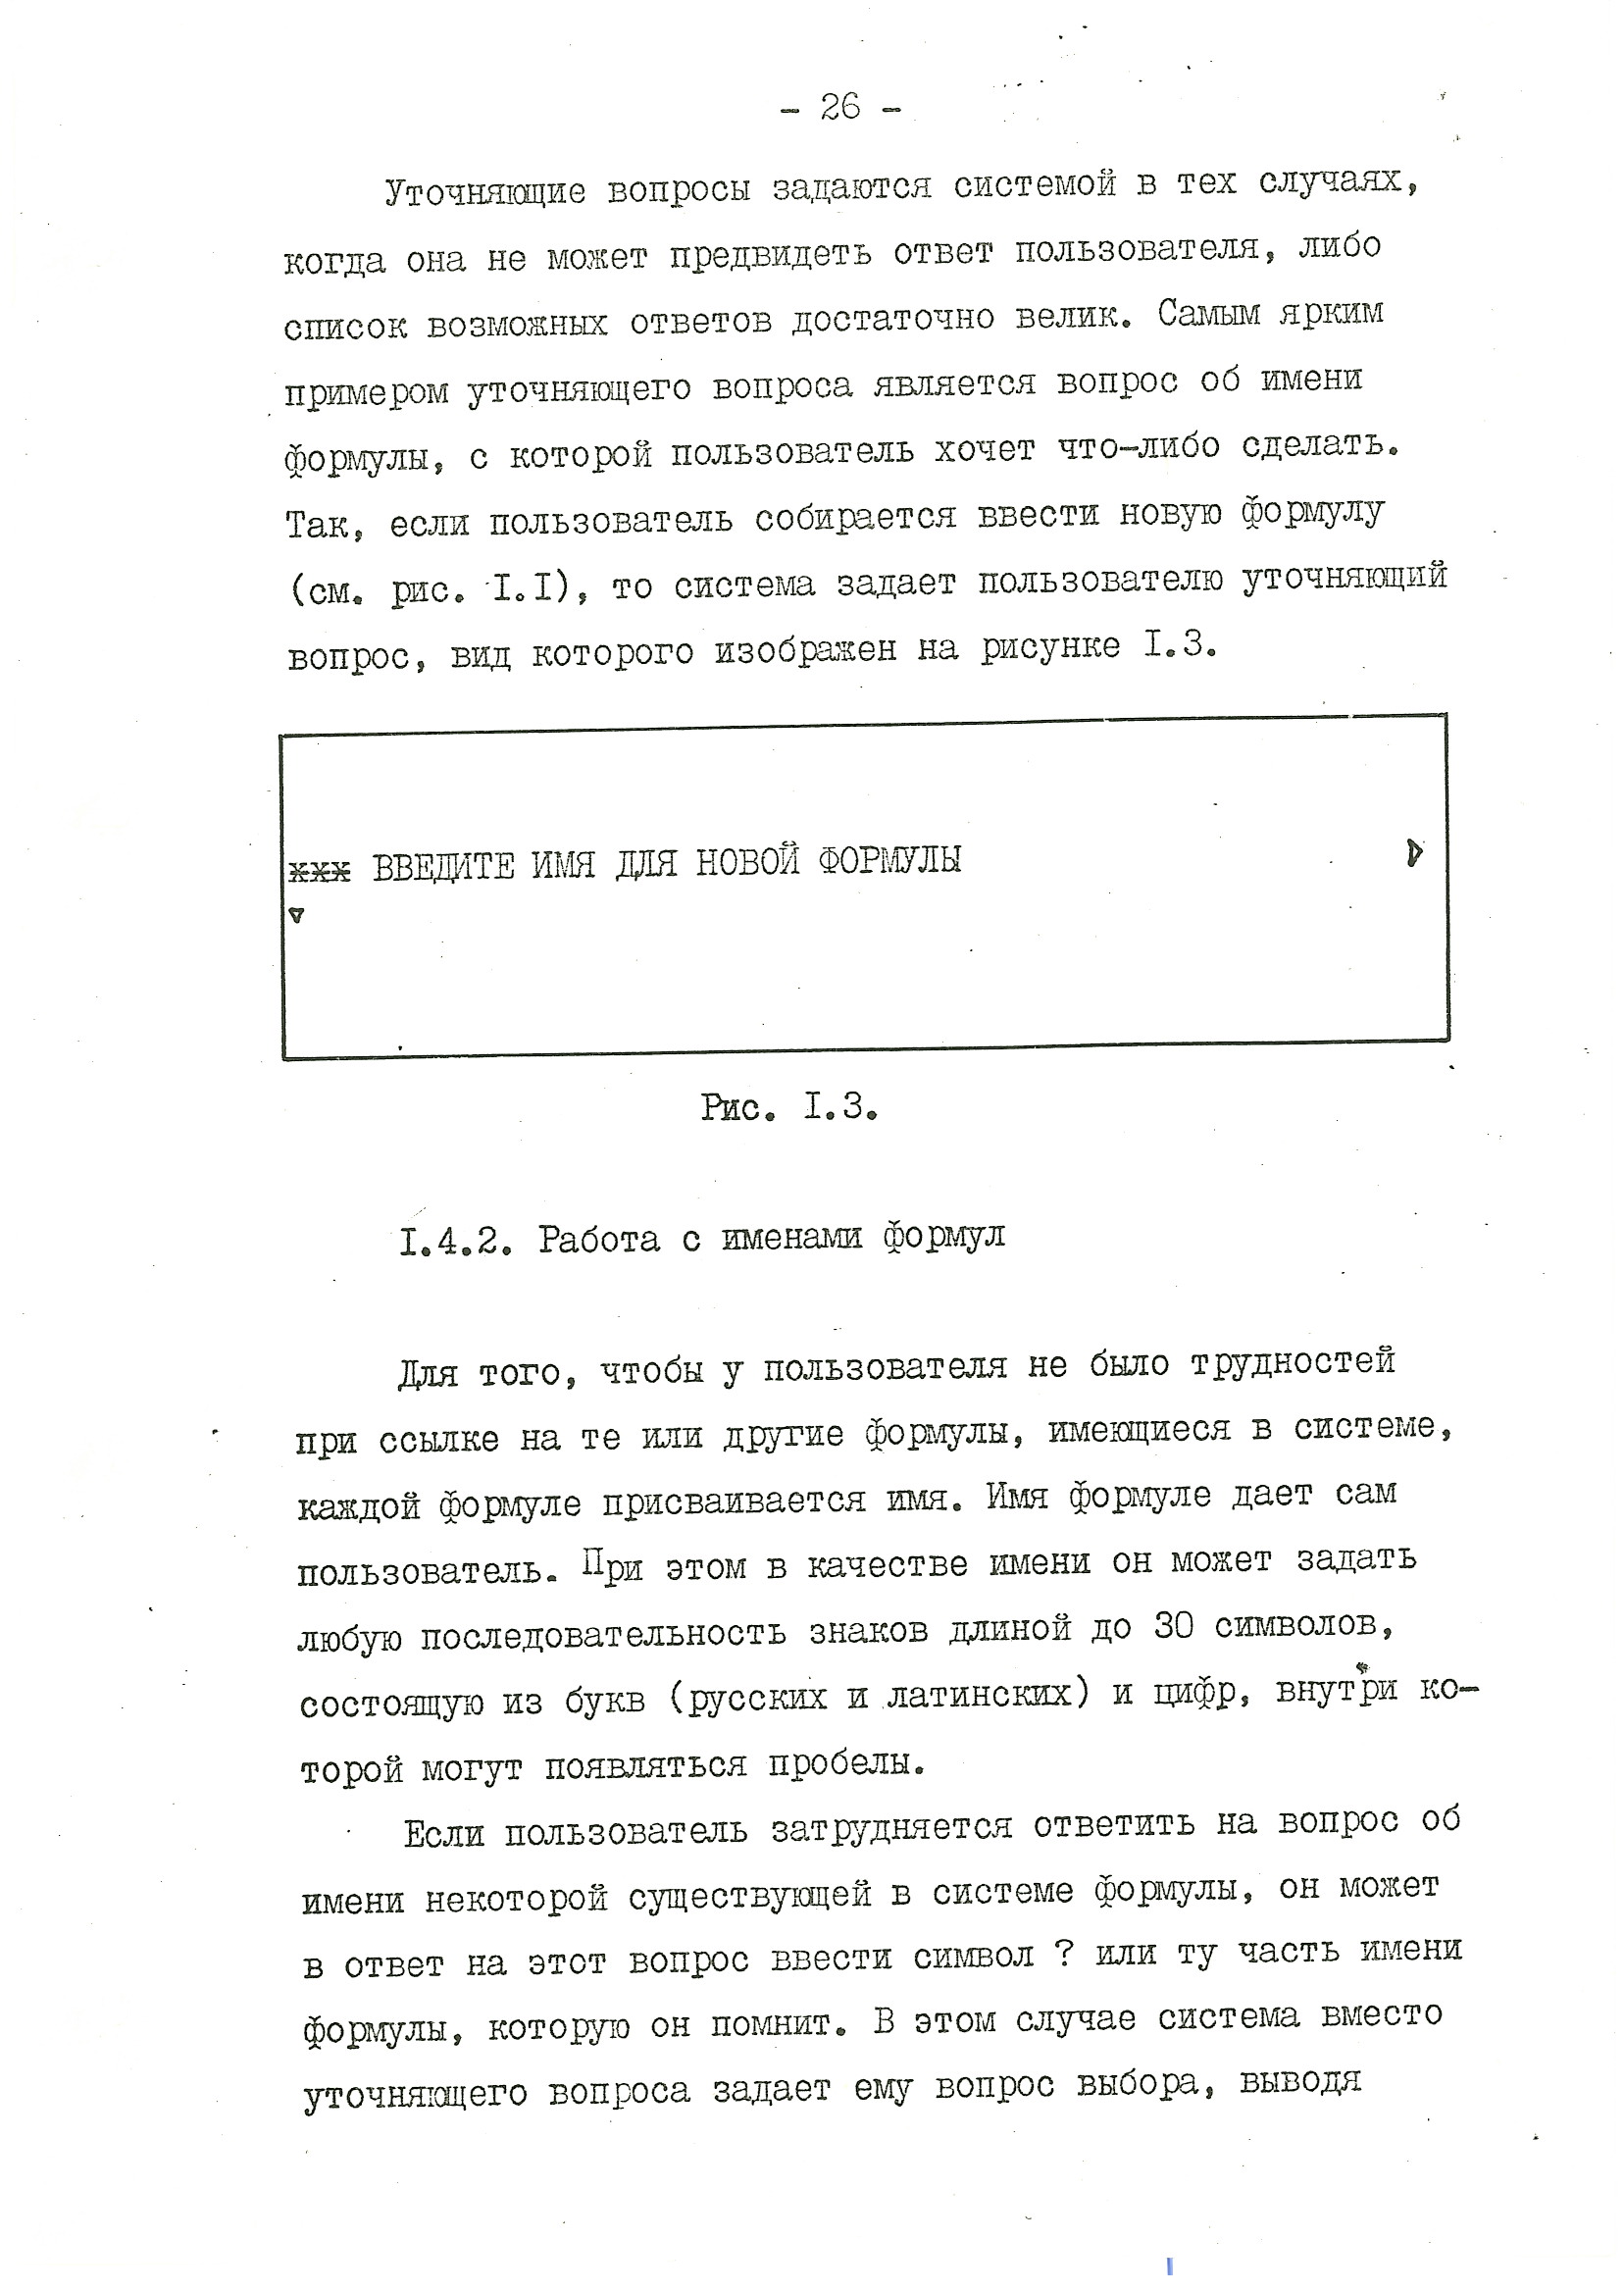 - 26 -
Уточняющие вопросы задаются системой в тех случаях,
когда она не может предвидеть ответ пользователя, либо
список возможных ответов достаточно велик. Самым ярким
примером уточняющего вопроса является вопрос об имени
формулы, с которой пользователь хочет что-либо сделать.
Так, если пользователь собирается ввести новую формулу
(см. рис. I.I), то система задает пользователю уточняющий
вопрос, вид которого изображен на рисунке I.3.
ххх ВВЕДИТЕ ИМЯ ДЛЯ НОВОЙ ФОРМУЛЫ
Рис. I.3.
I.4.2. Работа с именами формул
Для того, чтобы у пользователя не было трудностей
при ссылке на те или другие формулы, имеющиеся в системе,
каждой формуле присваивается имя. Имя формуле дает сам
пользователь. При этом в качестве имени он может задать
любую последовательность знаков длиной до 30 символов,
состоящую из букв (русских и латинских) и цифр, внутри ко-
торой могут появляться пробелы.
Если пользователь затрудняется ответить на вопрос об
имени некоторой существующей в системе формулы, он может
в ответ на этот вопрос ввести символ ? или ту часть имени
формулы, которую он помнит. В этом случае система вместо
уточняющего вопроса задает ему вопрос выбора, выводя